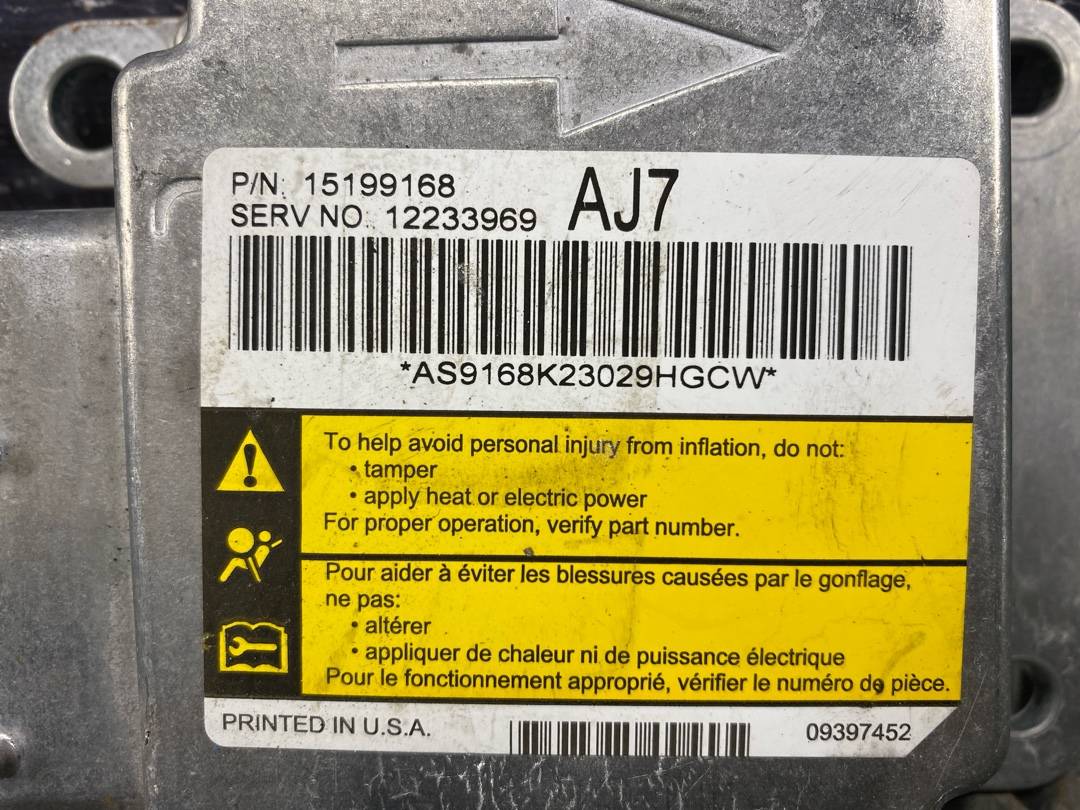 P/N. 15199168
SERV NO. 12233969 AJ7
*AS9168K23029HGCW*
To help avoid personal injury from inflation, do not:
• tamper
• apply heat or electric power
For proper operation, verify part number.
Pour aider à éviter les blessures causées par le gonflage,
ne pas:
• altérer
• appliquer de chaleur ni de puissance électrique
Pour le fonctionnement approprié, vérifier le numéro de pièce.
PRINTED IN U.S.A. 09397452